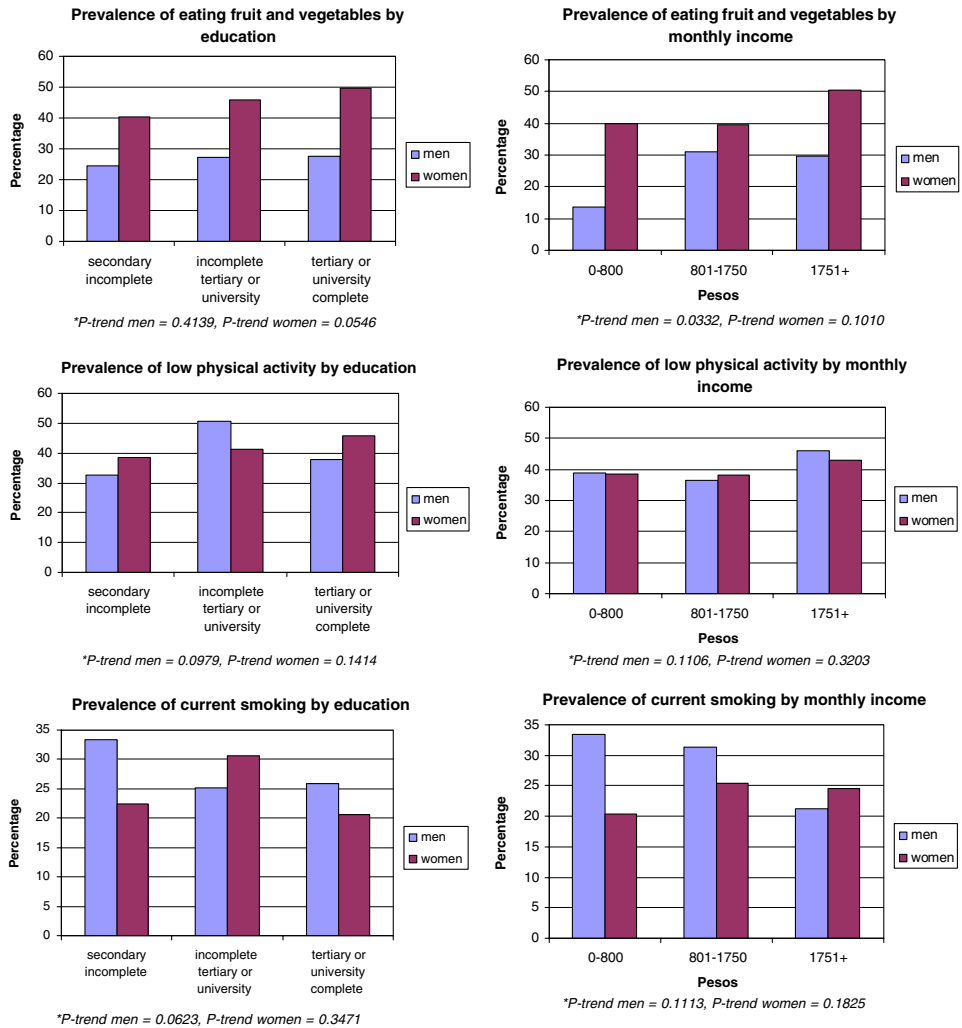 Prevalence of eating fruit and vegetables by
education
60
50
40
30
20
10
0
Percentage
men
women
secondary
incomplete
incomplete
tertiary or
university
tertiary or
university
complete
*P-trend men = 0.4139, P-trend women = 0.0546
Prevalence of eating fruit and vegetables by
monthly income
60
50
40
30
20
10
0
Percentage
men
women
0-800
801-1750
1751+
Pesos
*P-trend men = 0.0332, P-trend women = 0.1010
Prevalence of low physical activity by education
60
50
40
30
20
10
0
Percentage
men
women
secondary
incomplete
incomplete
tertiary or
university
tertiary or
university
complete
*P-trend men = 0.0979, P-trend women = 0.1414
Prevalence of low physical activity by monthly
income
60
50
40
30
20
10
0
Percentage
men
women
0-800
801-1750
1751+
Pesos
*P-trend men = 0.1106, P-trend women = 0.3203
Prevalence of current smoking by education
35
30
25
20
15
10
5
0
Percentage
men
women
secondary
incomplete
incomplete
tertiary or
university
tertiary or
university
complete
*P-trend men = 0.0623, P-trend women = 0.3471
Prevalence of current smoking by monthly income
35
30
25
20
15
10
5
0
Percentage
men
women
0-800
801-1750
1751+
Pesos
*P-trend men = 0.1113, P-trend women = 0.1825